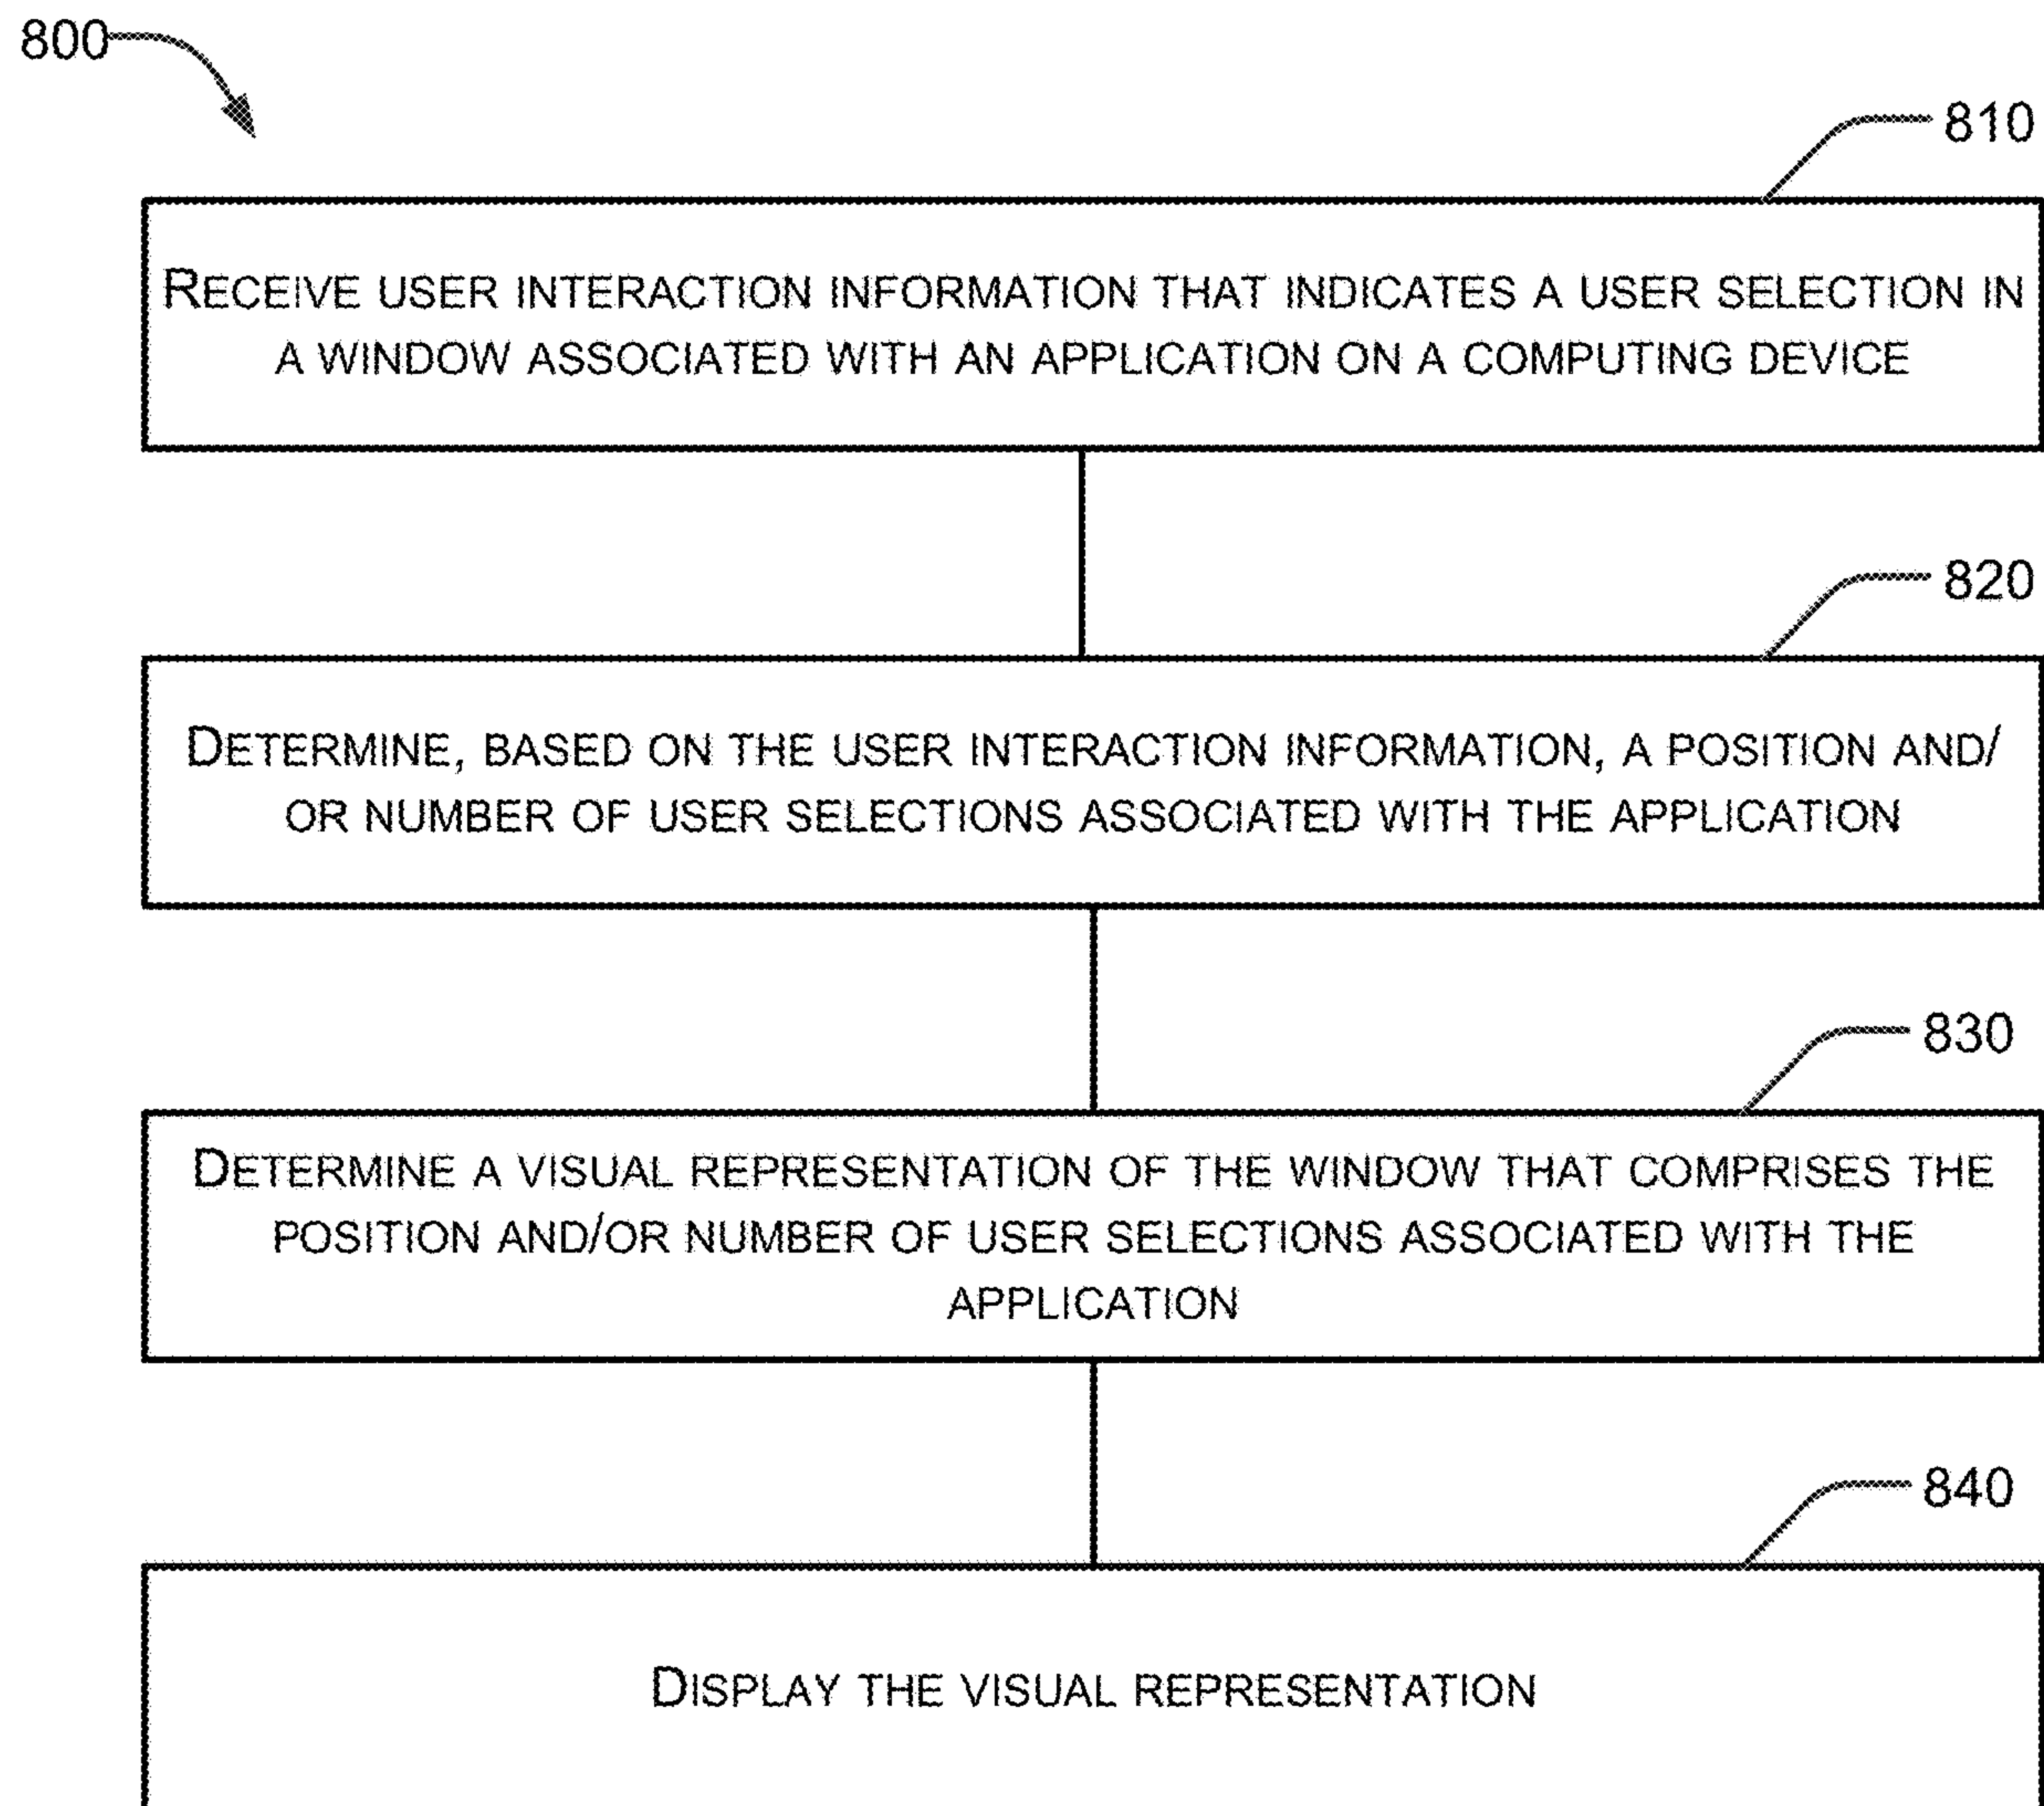 800
810
RECEIVE USER INTERACTION INFORMATION THAT INDICATES A USER SELECTION IN
A WINDOW ASSOCIATED WITH AN APPLICATION ON A COMPUTING DEVICE
820
DETERMINE, BASED ON THE USER INTERACTION INFORMATION, A POSITION AND/
OR NUMBER OF USER SELECTIONS ASSOCIATED WITH THE APPLICATION
830
DETERMINE A VISUAL REPRESENTATION OF THE WINDOW THAT COMPRISES THE
POSITION AND/OR NUMBER OF USER SELECTIONS ASSOCIATED WITH THE
APPLICATION
840
DISPLAY THE VISUAL REPRESENTATION